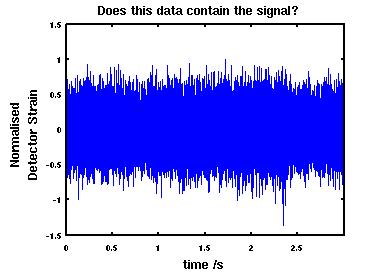 Does this data contain the signal?
1.5
1
0.5
0
-0.5
-1
-1.5
Normalised
Detector Strain
0 0.5 1 1.5 2 2.5
time /s